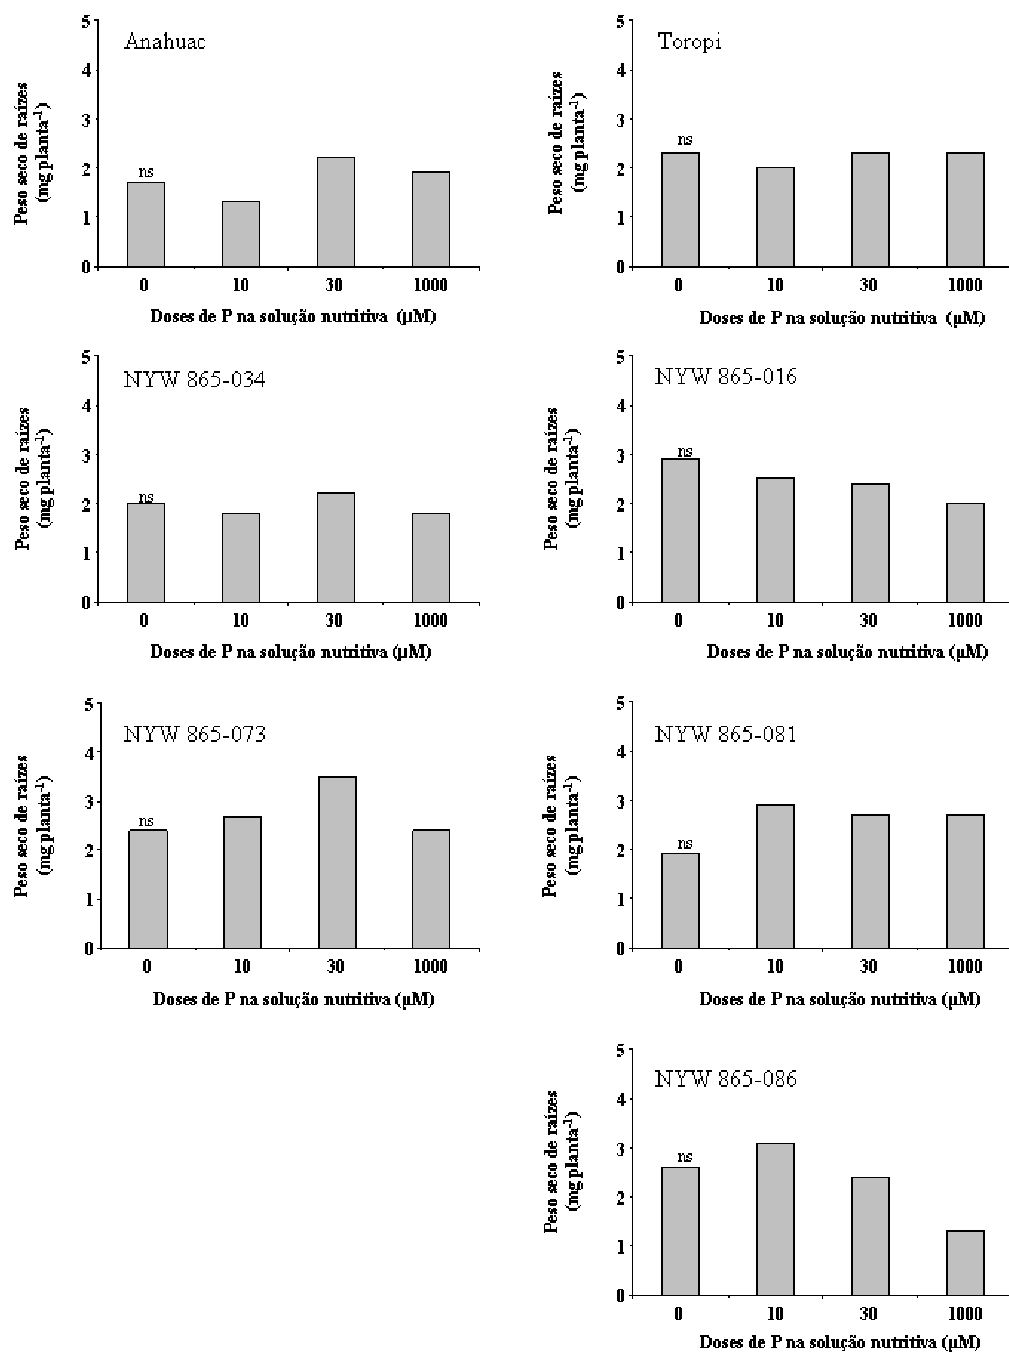 Anahuac
Peso seco de raízes
(mg planta-1)
5
4
3
2
1
0
ns
0 10 30 1000
Doses de P na solução nutritiva (µM)
Toropi
Peso seco de raízes
(mg planta-1)
5
4
3
2
1
0
ns
0 10 30 1000
Doses de P na solução nutritiva (µM)
NYW 865-034
Peso seco de raízes
(mg planta-1)
5
4
3
2
1
0
ns
0 10 30 1000
Doses de P na solução nutritiva (µM)
NYW 865-016
Peso seco de raízes
(mg planta-1)
5
4
3
2
1
0
ns
0 10 30 1000
Doses de P na solução nutritiva (µM)
NYW 865-073
Peso seco de raízes
(mg planta-1)
5
4
3
2
1
0
ns
0 10 30 1000
Doses de P na solução nutritiva (µM)
NYW 865-081
Peso seco de raízes
(mg planta-1)
5
4
3
2
1
0
ns
0 10 30 1000
Doses de P na solução nutritiva (µM)
NYW 865-086
Peso seco de raízes
(mg planta-1)
5
4
3
2
1
0
ns
0 10 30 1000
Doses de P na solução nutritiva (µM)